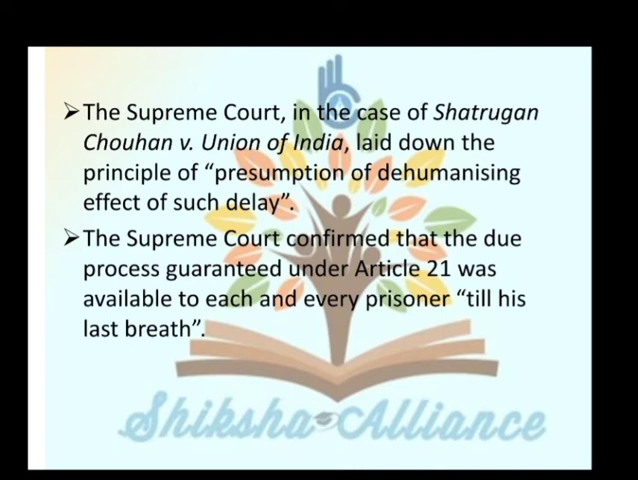 ➢The Supreme Court, in the case of Shatrugan
Chouhan v. Union of India, laid down the
principle of “presumption of dehumanising
effect of such delay”.
➢The Supreme Court confirmed that the due
process guaranteed under Article 21 was
available to each and every prisoner “till his
last breath”.
Shiksha Alliance